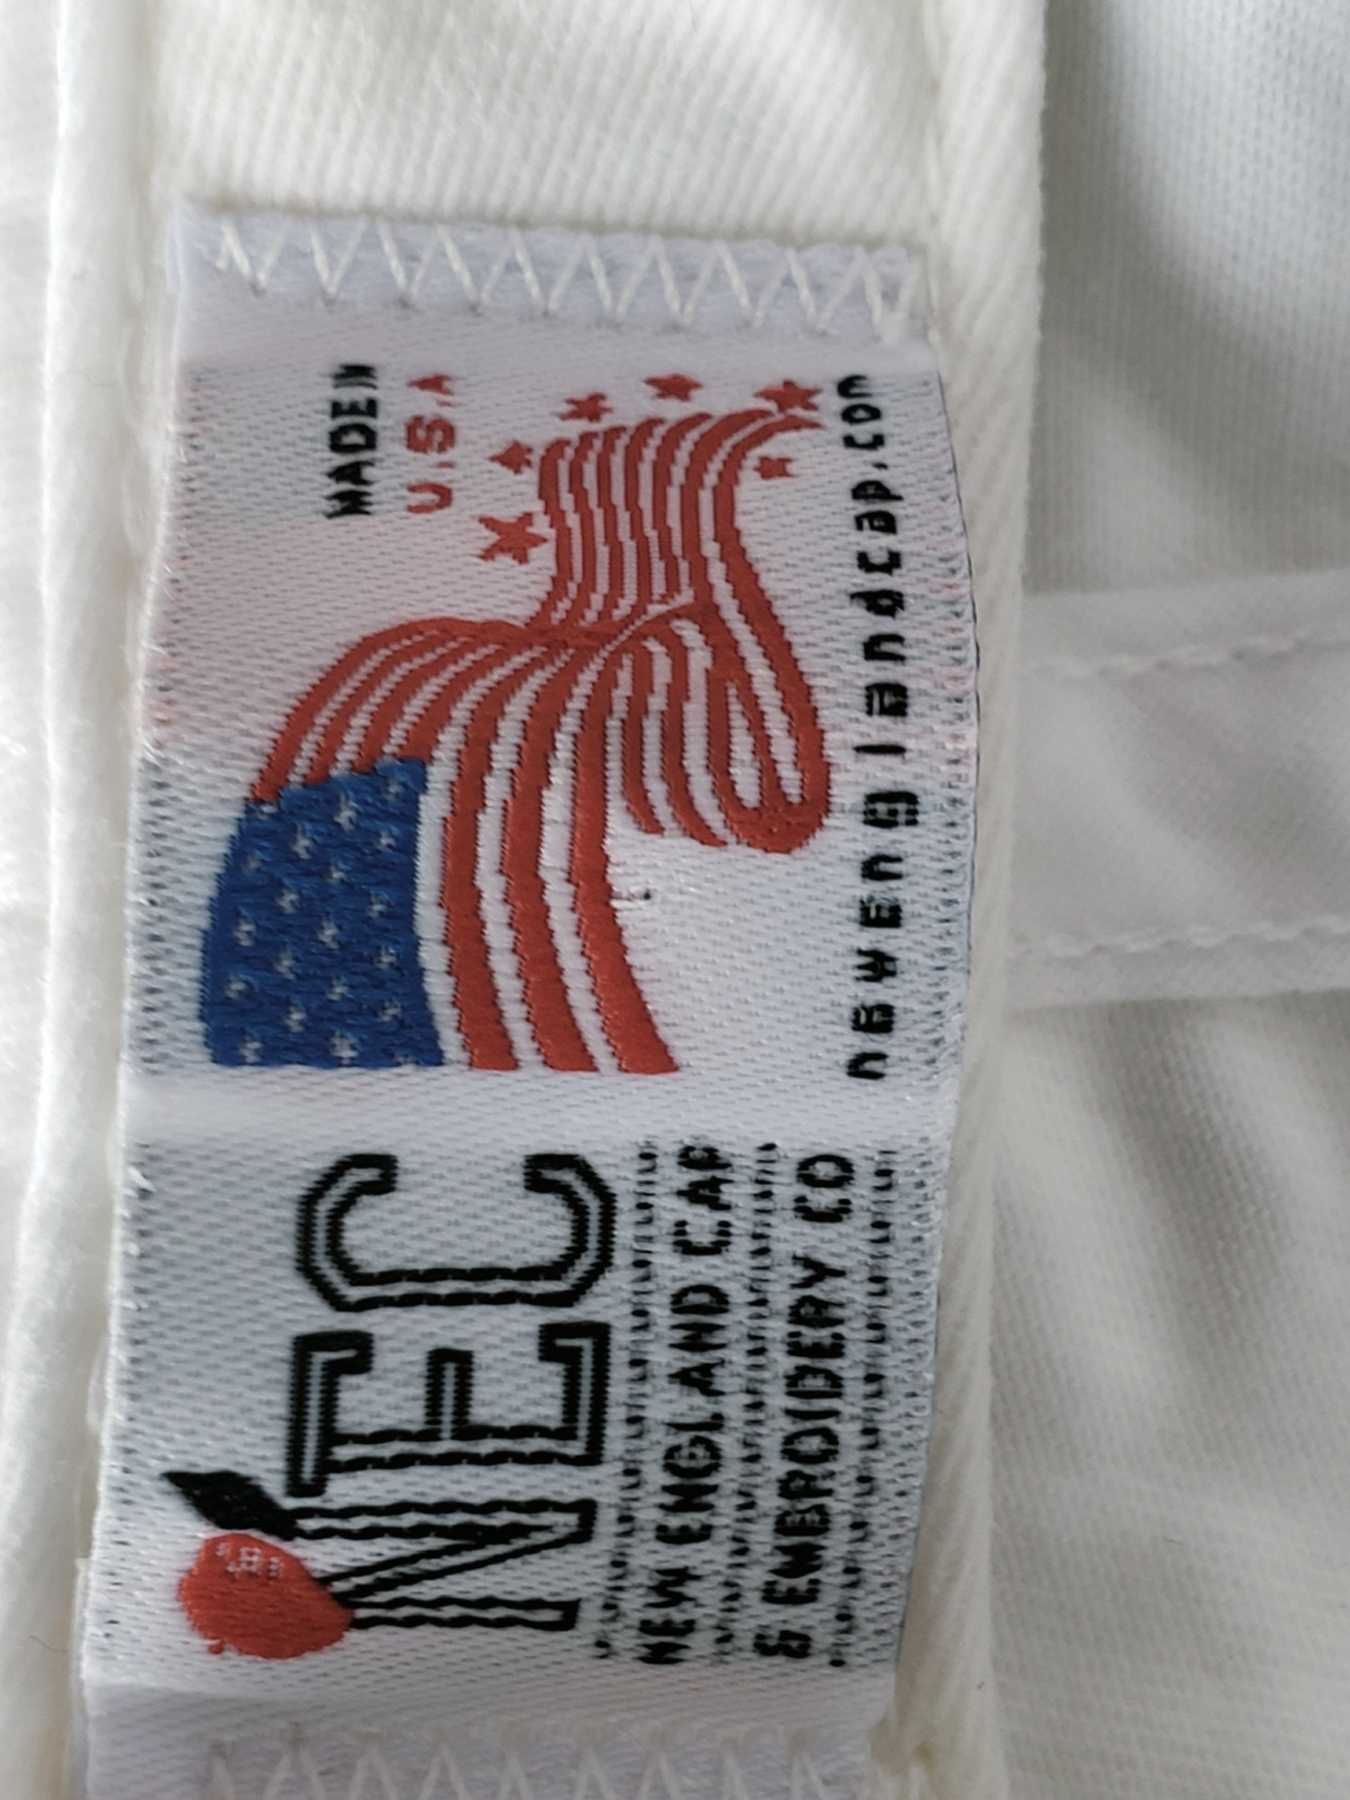 NEC
NEW ENGLAND CAP
& EMBROIDERY CO
MADE IN
U.S.A
newenglandcap.com